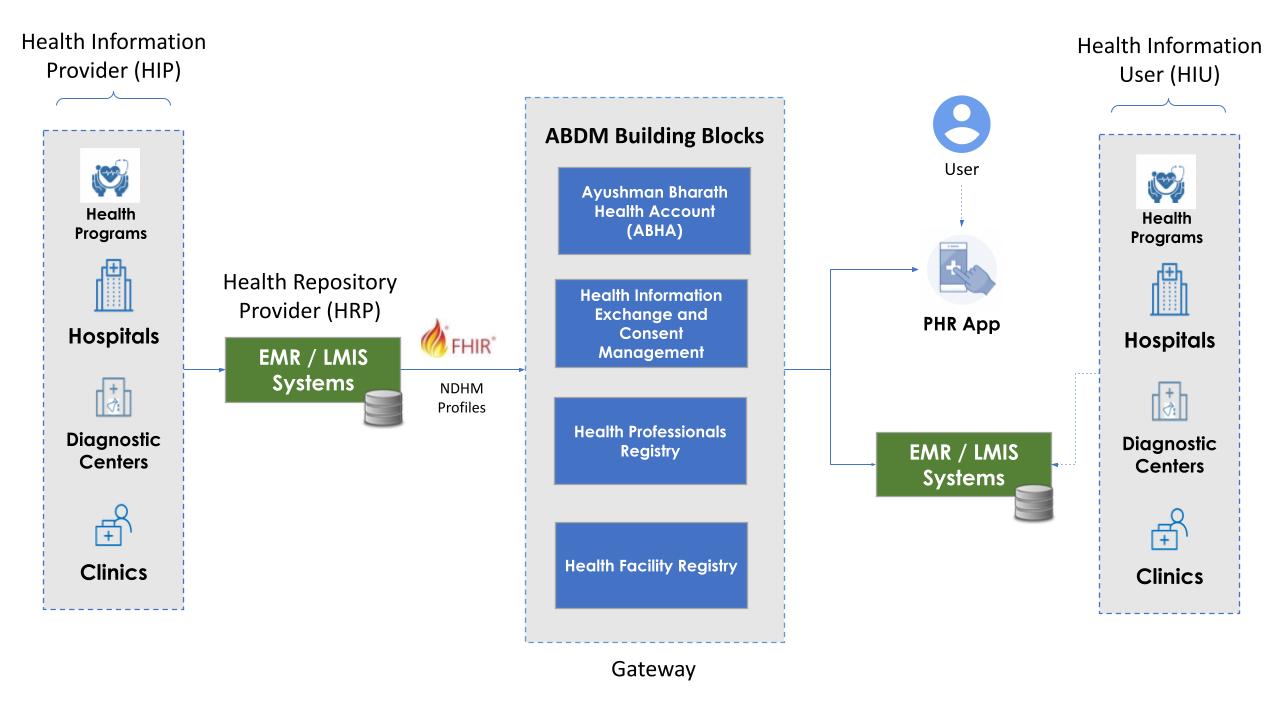 Health Information
Provider (HIP)
Health
Programs
Hospitals
Diagnostic
Centers
Clinics
Health Repository
Provider (HRP)
EMR / LMIS
Systems
FHIR®
NDHM
Profiles
ABDM Building Blocks
Ayushman Bharath
Health Account
(ABHA)
Health Information
Exchange and
Consent
Management
Health Professionals
Registry
Health Facility Registry
Gateway
User
PHR App
EMR / LMIS
Systems
Health Information
User (HIU)
Health
Programs
Hospitals
Diagnostic
Centers
Clinics